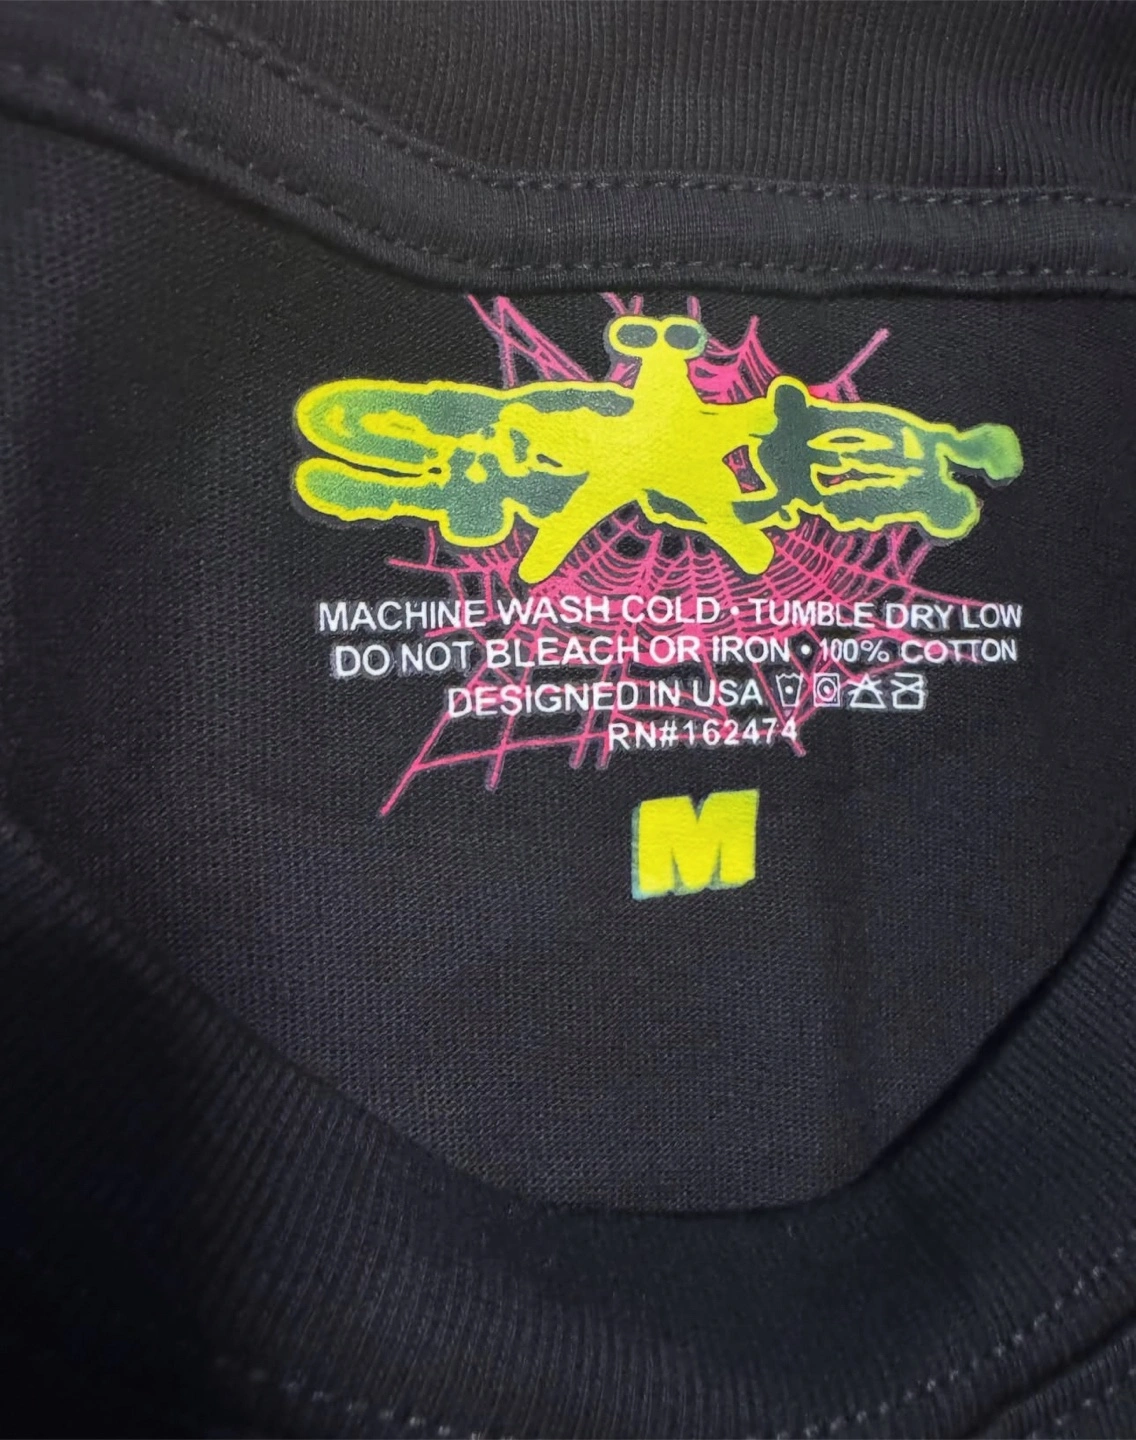 MACHINE WASH COLD • TUMBLE DRY LOW
DO NOT BLEACH OR IRON • 100% COTTON
DESIGNED IN USA
RN#162474
M